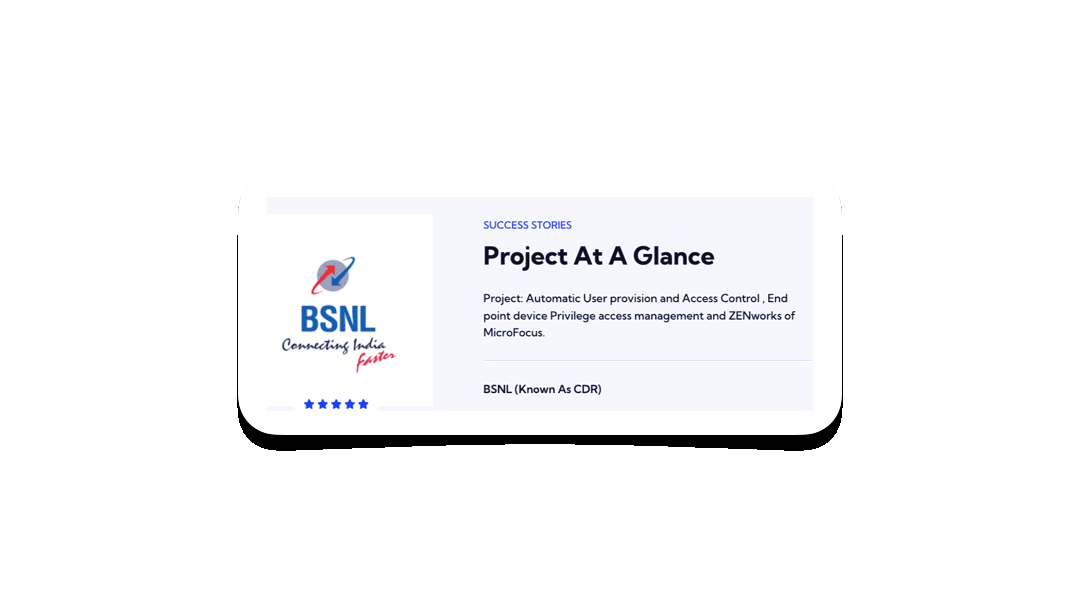 BSNL
Connecting India
Faster
SUCCESS STORIES
Project At A Glance
Project: Automatic User provision and Access Control , End
point device Privilege access management and ZENworks of
MicroFocus.
BSNL (Known As CDR)